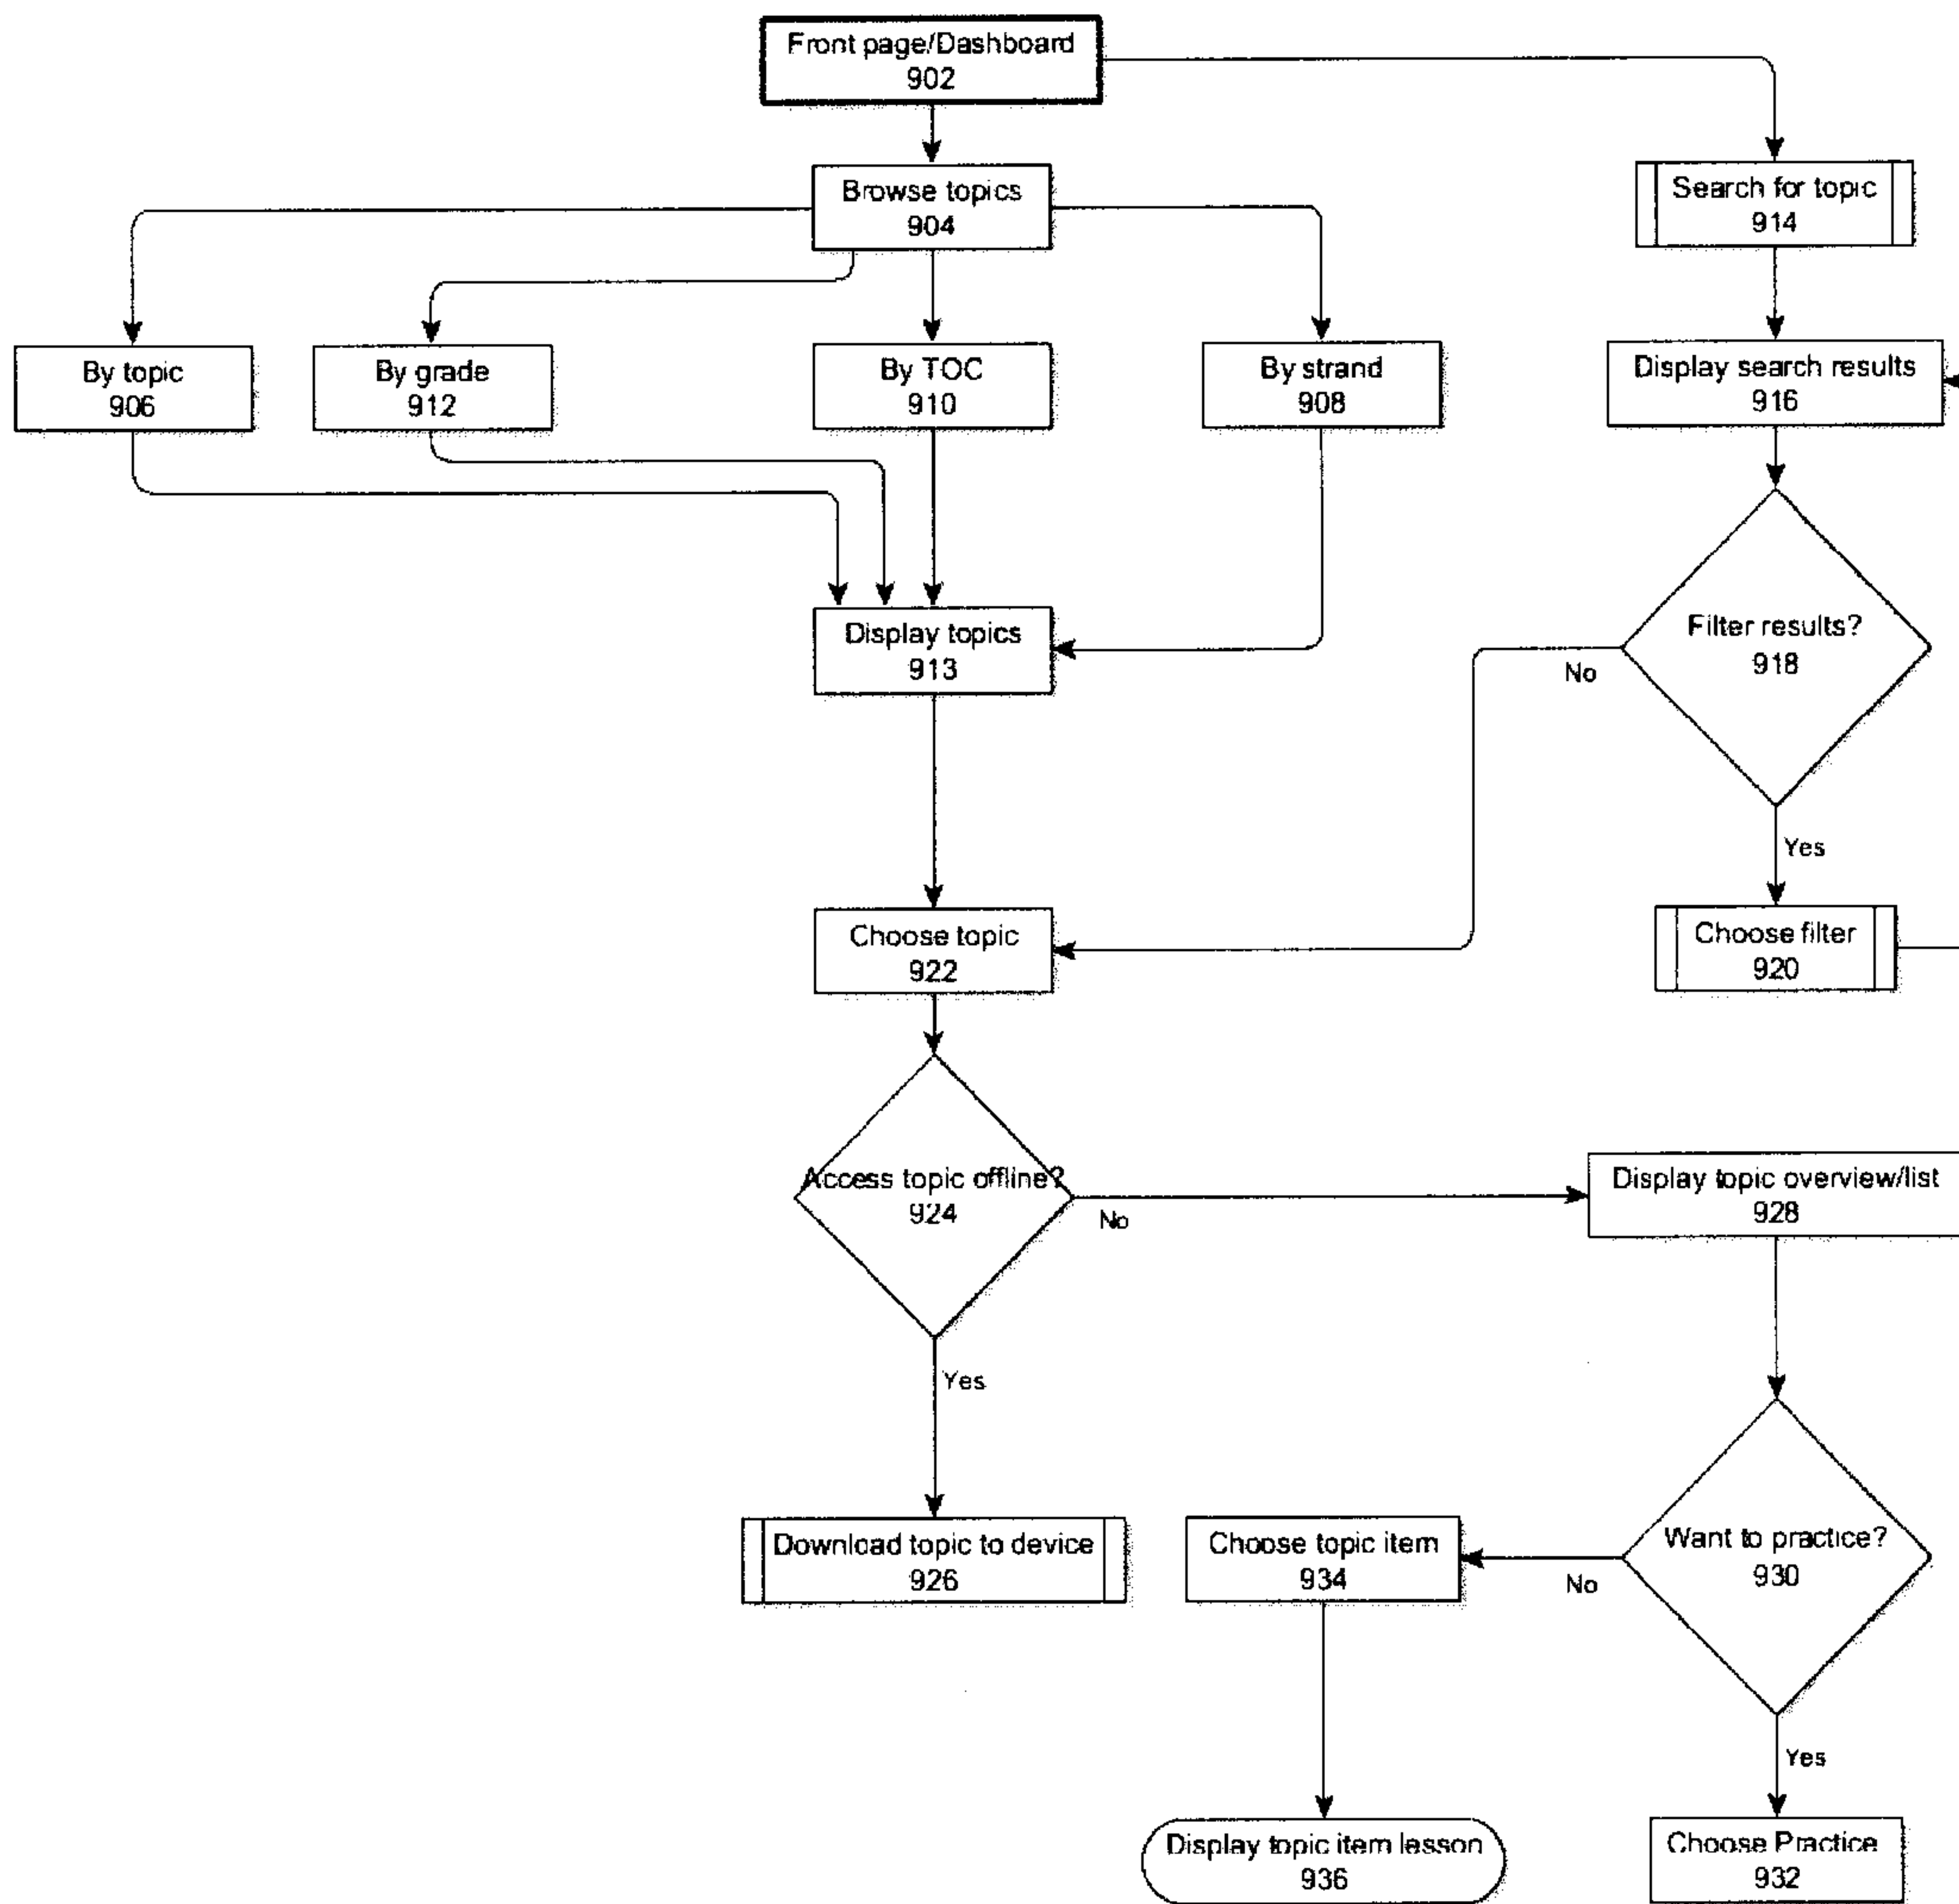 Front page/Dashboard
902
Browse topics
904
Search for topic
914
By topic
906
By grade
912
By TOC
910
By strand
908
Display search results
916
Display topics
913
Filter results?
918
No
Yes
Choose topic
922
Choose filter
920
Access topic offline?
924
No
Display topic overview/list
928
Yes
Download topic to device
926
Choose topic item
934
Want to practice?
930
No
Yes
Display topic item lesson
936
Choose Practice
932